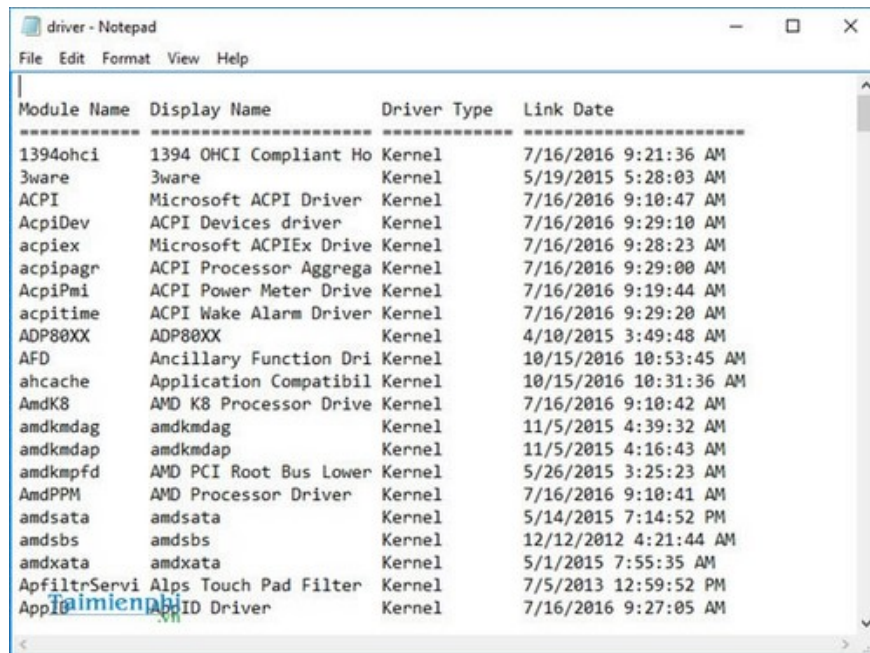 driver - Notepad
File Edit Format View Help
Module Name Display Name Driver Type Link Date
============ ====================== ============= ======================
1394ohci 1394 OHCI Compliant Ho Kernel 7/16/2016 9:21:36 AM
3ware 3ware Kernel 5/19/2015 5:28:03 AM
ACPI Microsoft ACPI Driver Kernel 7/16/2016 9:10:47 AM
AcpiDev ACPI Devices driver Kernel 7/16/2016 9:29:10 AM
acpiex Microsoft ACPIEx Drive Kernel 7/16/2016 9:28:23 AM
acpipagr ACPI Processor Aggrega Kernel 7/16/2016 9:29:00 AM
AcpiPmi ACPI Power Meter Drive Kernel 7/16/2016 9:19:44 AM
acpitime ACPI Wake Alarm Driver Kernel 7/16/2016 9:29:20 AM
ADP80XX ADP80XX Kernel 4/10/2015 3:49:48 AM
AFD Ancillary Function Dri Kernel 10/15/2016 10:53:45 AM
ahcache Application Compatibil Kernel 10/15/2016 10:31:36 AM
AmdK8 AMD K8 Processor Drive Kernel 7/16/2016 9:10:42 AM
amdkmdag amdkmdag Kernel 11/5/2015 4:39:32 AM
amdkmdap amdkmdap Kernel 11/5/2015 4:16:43 AM
amdkmpfd AMD PCI Root Bus Lower Kernel 5/26/2015 3:25:23 AM
AmdPPM AMD Processor Driver Kernel 7/16/2016 9:10:41 AM
amdsata amdsata Kernel 5/14/2015 7:14:52 PM
amdsbs amdsbs Kernel 12/12/2012 4:21:44 AM
amdxata amdxata Kernel 5/1/2015 7:55:35 AM
ApfiltrServi Alps Touch Pad Filter Kernel 7/5/2013 12:59:52 PM
AppID AppID Driver Kernel 7/16/2016 9:27:05 AM
Taimienphi
.vn